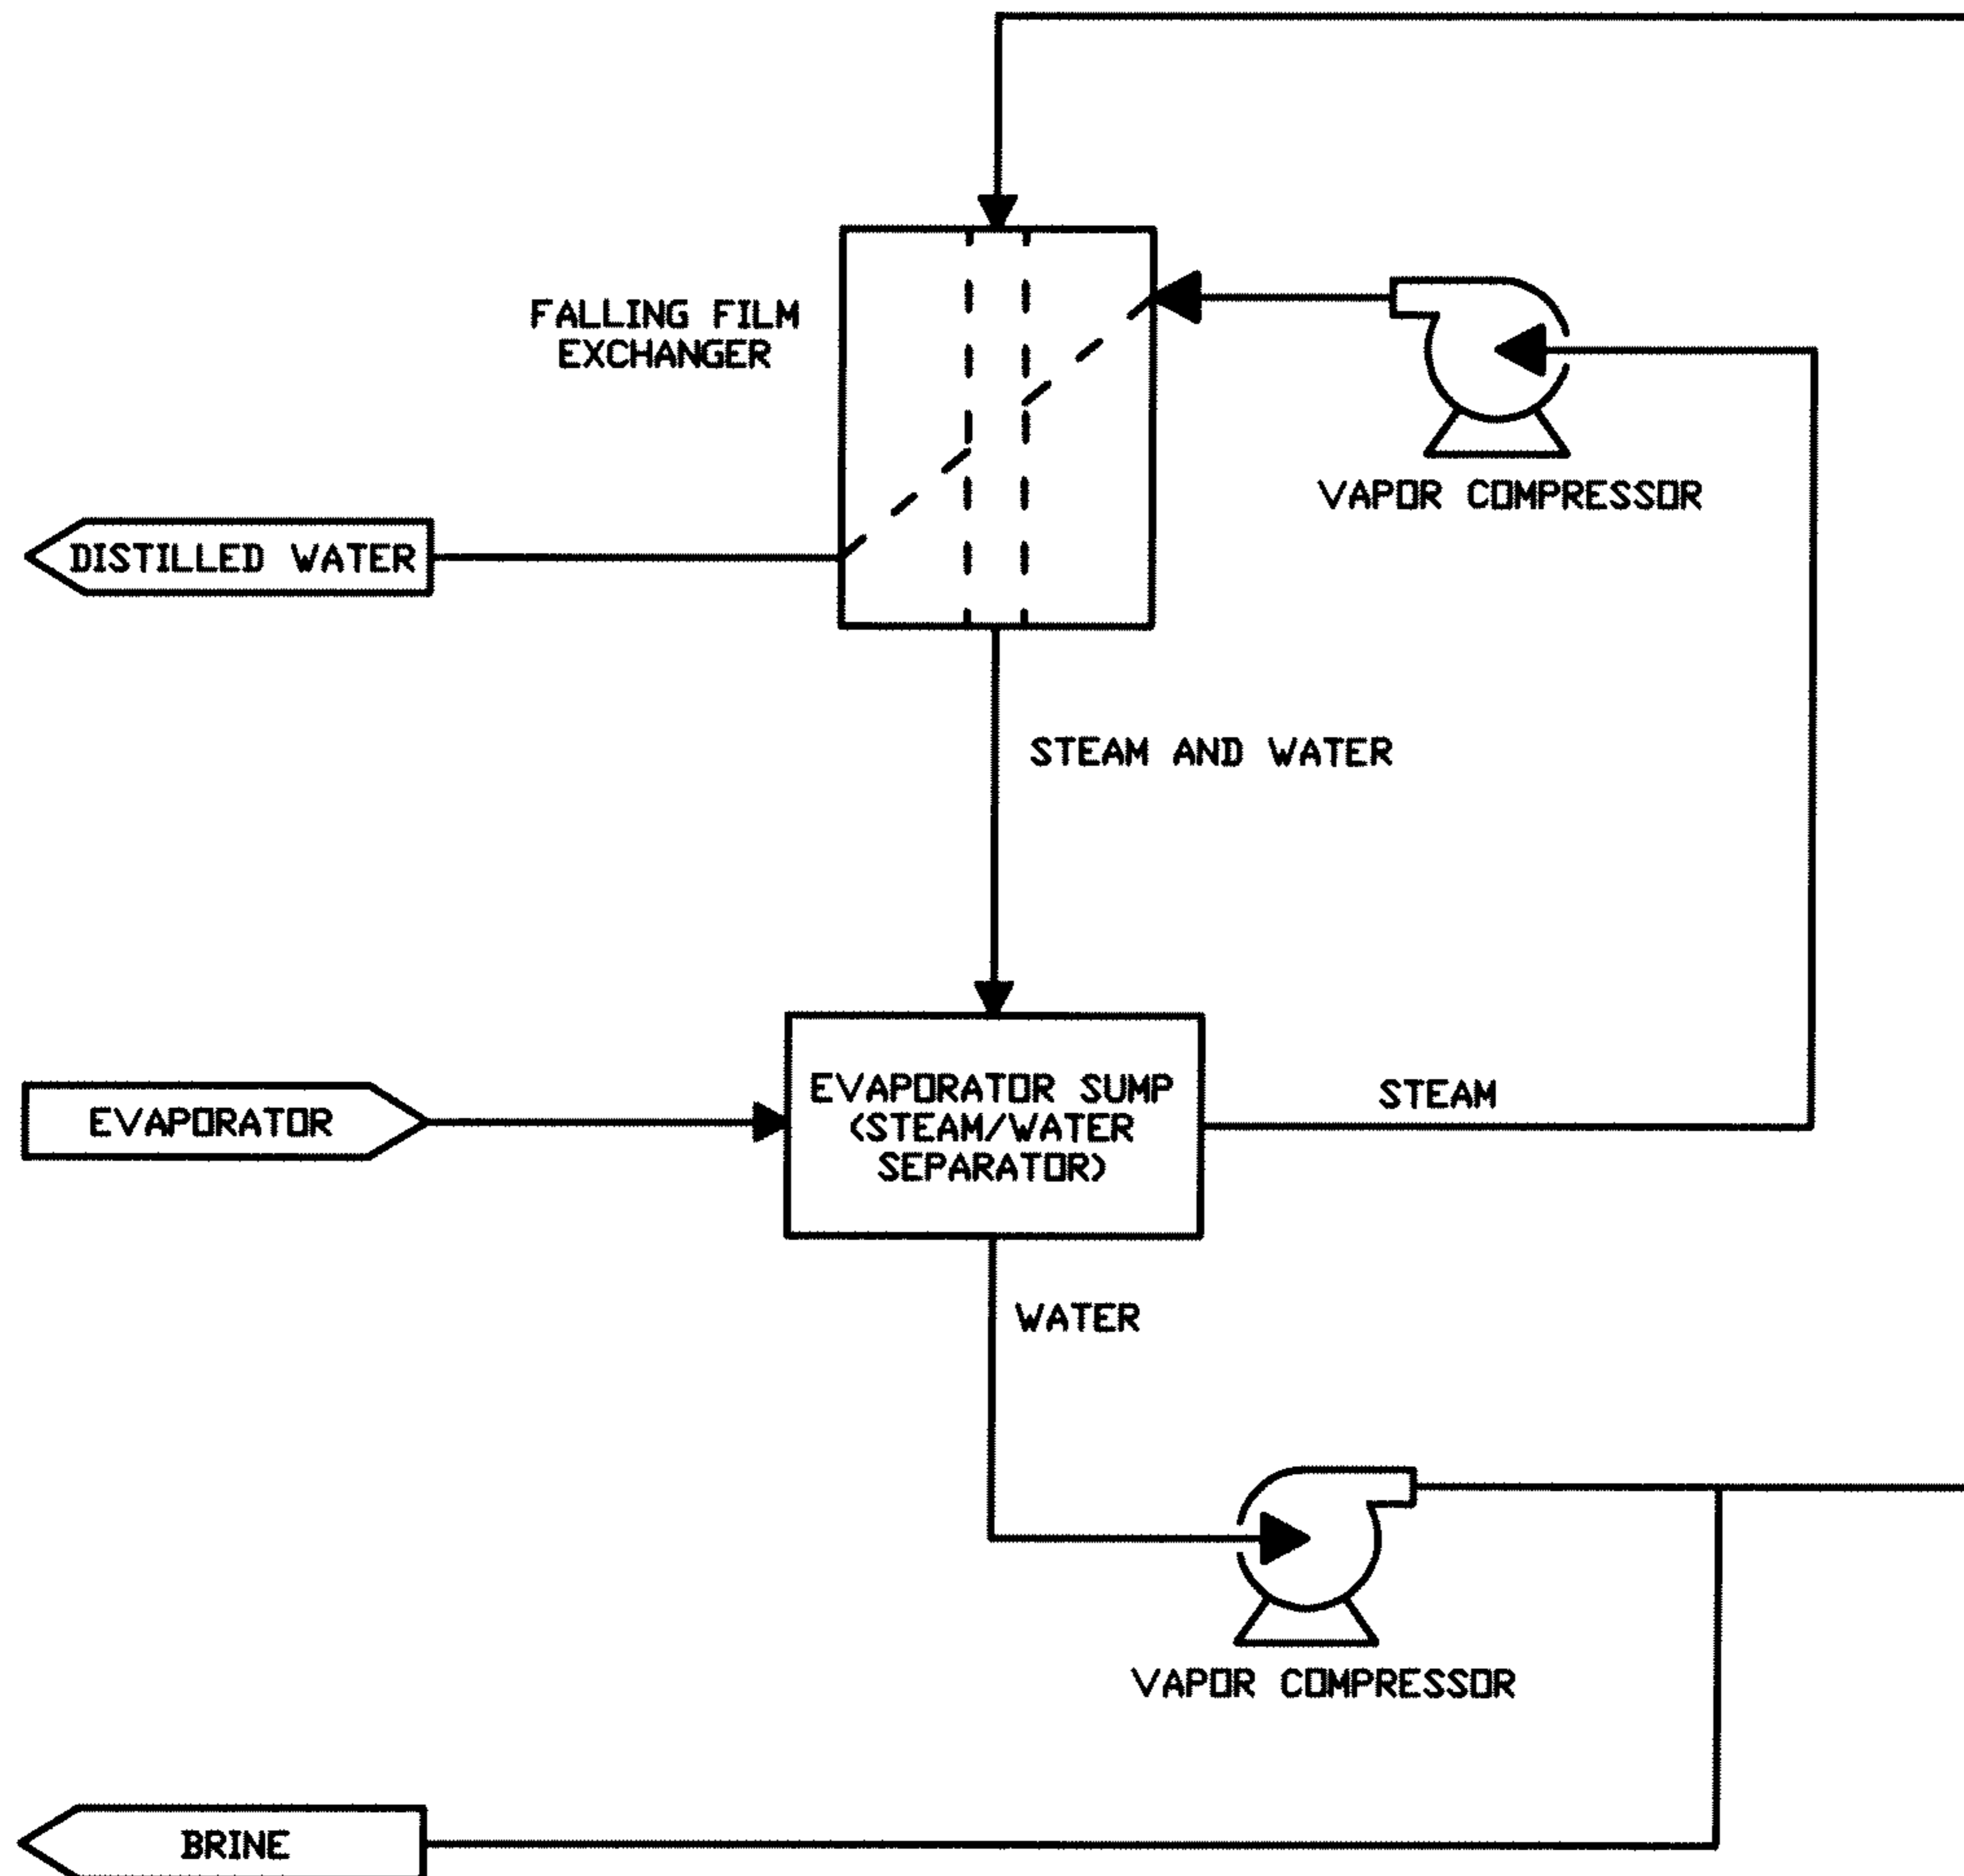 FALLING FILM
EXCHANGER
VAPOR COMPRESSOR
DISTILLED WATER
STEAM AND WATER
EVAPORATOR
EVAPORATOR SUMP
(STEAM/WATER
SEPARATOR)
STEAM
WATER
VAPOR COMPRESSOR
BRINE